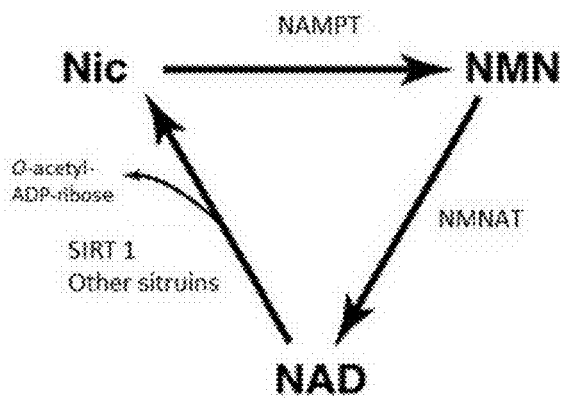 NAMPT
Nic
NMN
O-acetyl-
ADP-ribose
NMNAT
SIRT 1
Other sitruins
NAD